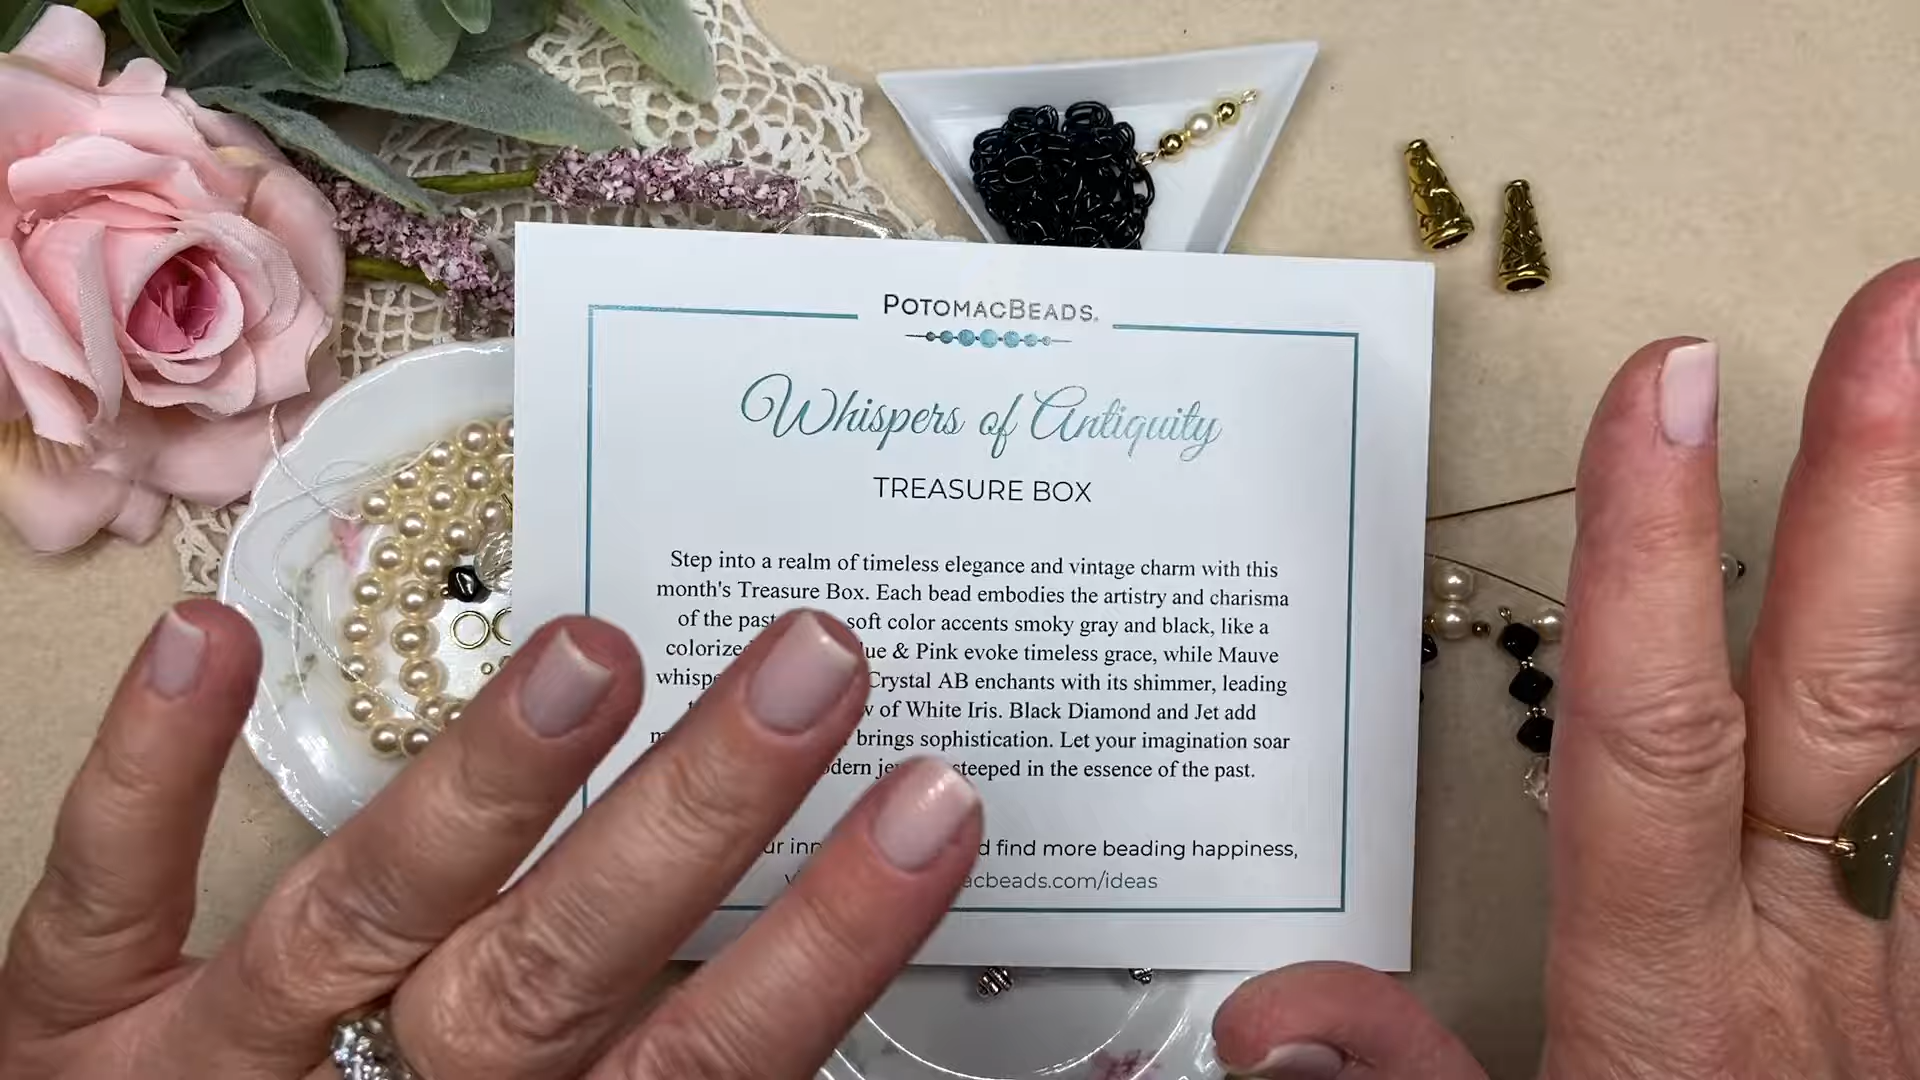 POTOMACBEADS®
Whispers of Antiquity
TREASURE BOX
Step into a realm of timeless elegance and vintage charm with this
month's Treasure Box. Each bead embodies the artistry and charisma
of the soft color accents smoky gray and black, like a
& Pink evoke timeless grace, while Mauve
Crystal AB enchants with its shimmer, leading
of White Iris. Black Diamond and Jet add
brings sophistication. Let your imagination soar
steeped in the essence of the past.
find more beading happiness,
acbeads.com/ideas